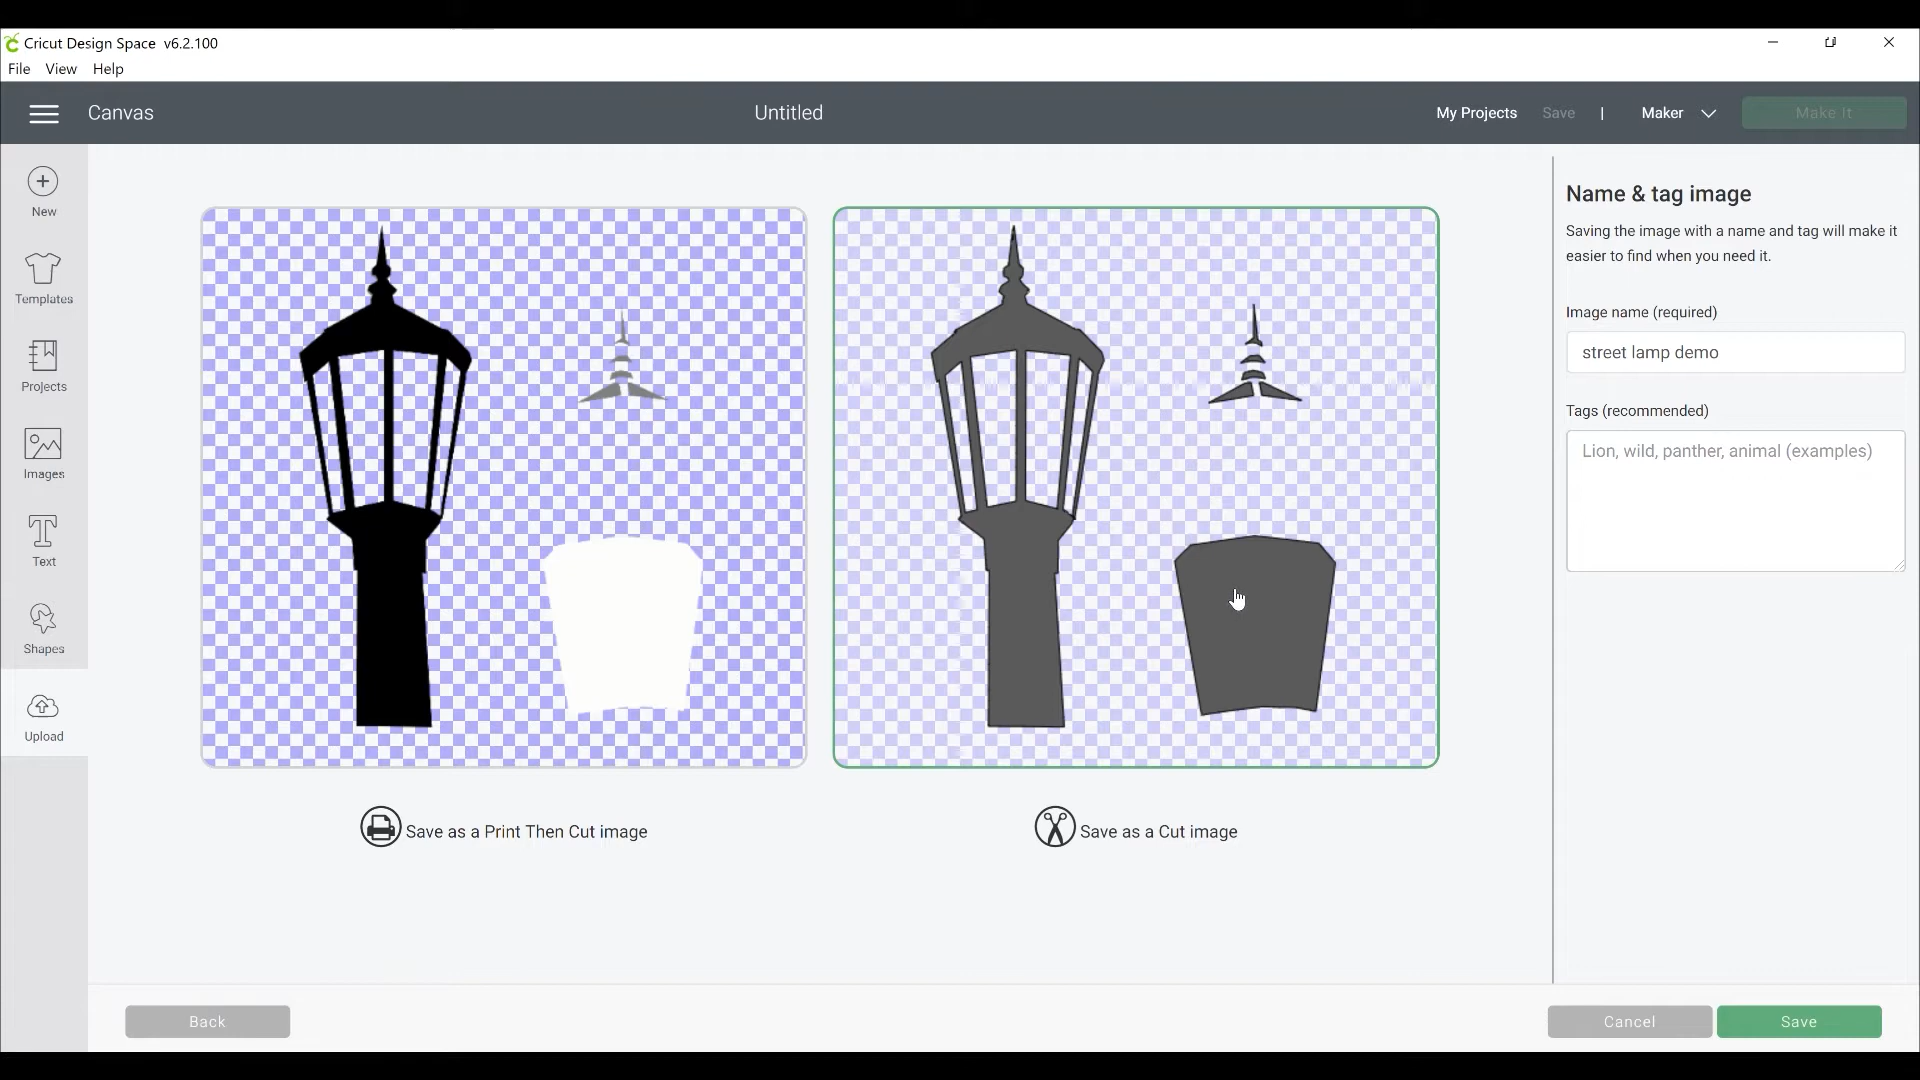 Cricut Design Space v6.2.100
File View Help
Canvas
Untitled
My Projects Save | Maker Make It
New
Templates
Projects
Images
Text
Shapes
Upload
Save as a Print Then Cut image
Save as a Cut image
Name & tag image
Saving the image with a name and tag will make it
easier to find when you need it.
Image name (required)
street lamp demo
Tags (recommended)
Lion, wild, panther, animal (examples)
Back
Cancel
Save